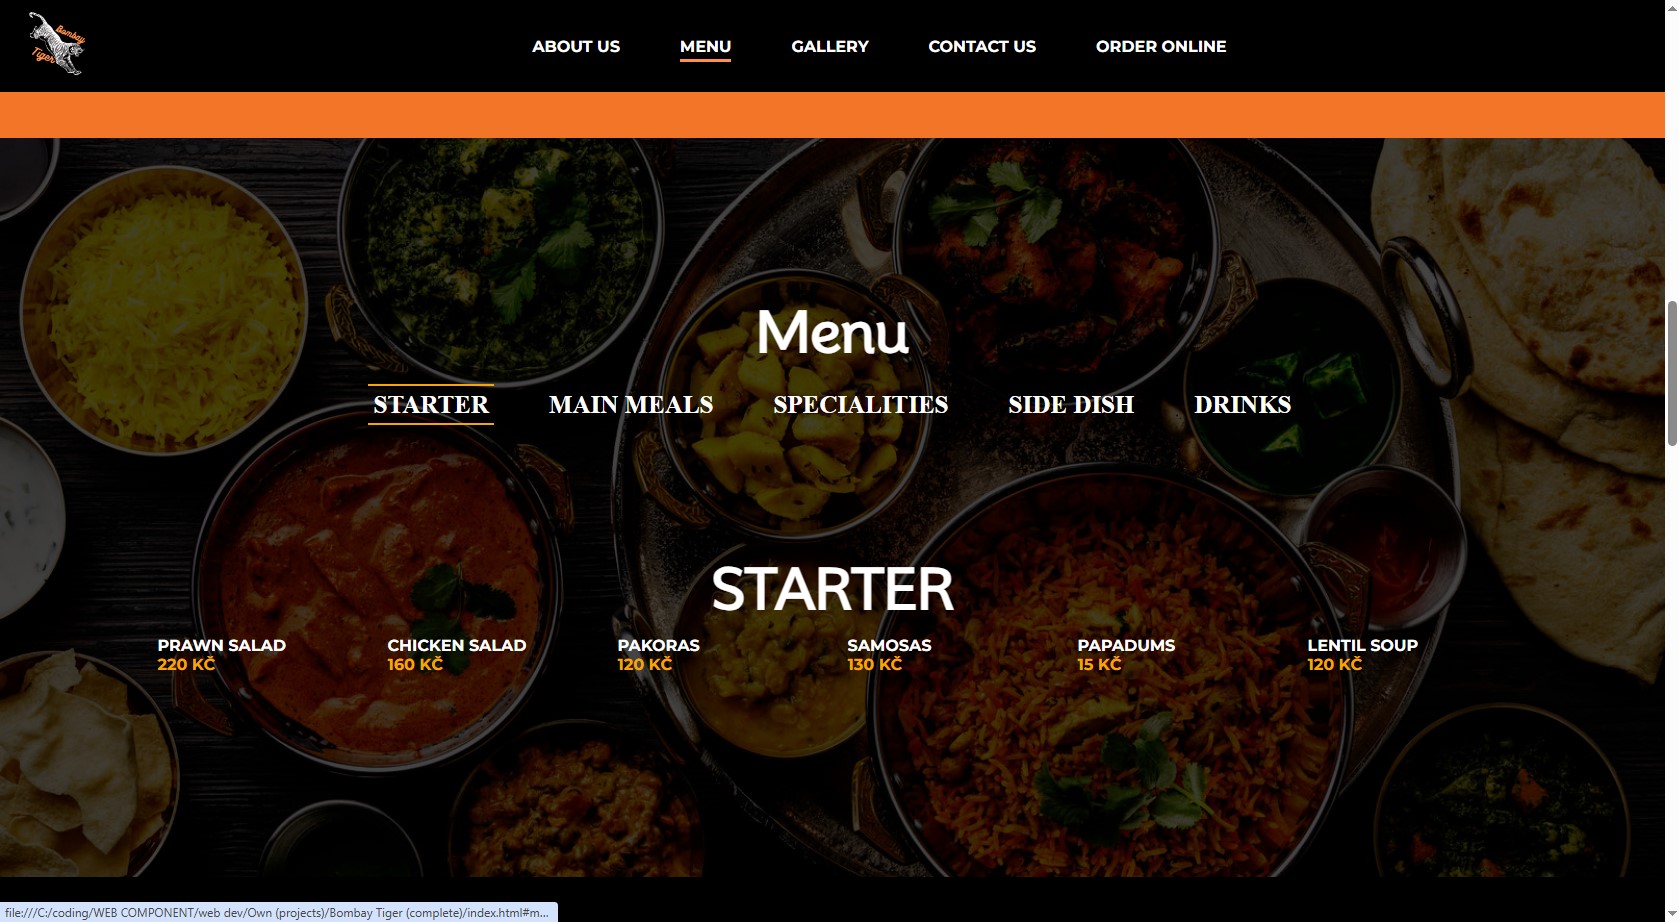 Bombay
Tiger
ABOUT US MENU GALLERY CONTACT US ORDER ONLINE
Menu
STARTER MAIN MEALS SPECIALITIES SIDE DISH DRINKS
STARTER
PRAWN SALAD CHICKEN SALAD PAKORAS SAMOSAS PAPADUMS LENTIL SOUP
220 KČ 160 KČ 120 KČ 130 KČ 15 KČ 120 KČ
file:///C:/coding/WEB COMPONENT/web dev/Own (projects)/Bombay Tiger (complete)/index.html#m...